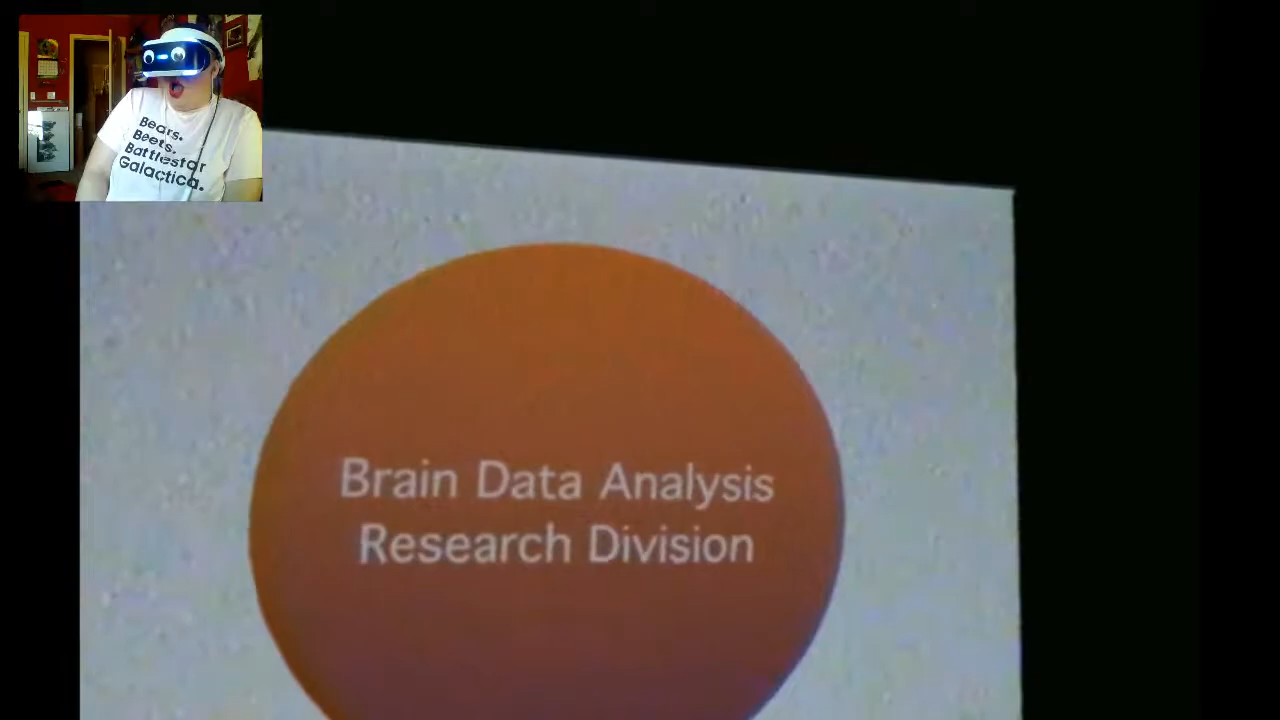 Bears.
Beets.
Battlestar
Galactica.
Brain Data Analysis
Research Division